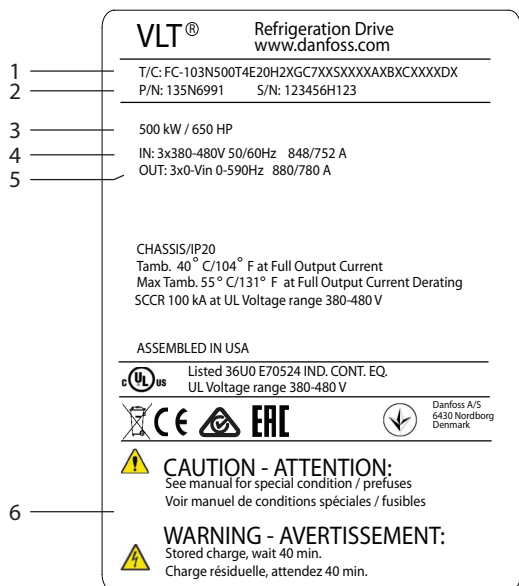 VLT® Refrigeration Drive
www.danfoss.com
1 T/C: FC-103N500T4E20H2XGC7XXSXXXXAXBXCXXXXDX
2 P/N: 135N6991 S/N: 123456H123
3 500 kW / 650 HP
4 IN: 3x380-480V 50/60Hz 848/752 A
5 OUT: 3x0-Vin 0-590Hz 880/780 A
CHASSIS/IP20
Tamb. 40° C/104° F at Full Output Current
Max Tamb. 55° C/131° F at Full Output Current Derating
SCCR 100 kA at UL Voltage range 380-480 V
ASSEMBLED IN USA
c UL us Listed 36U0 E70524 IND. CONT. EQ.
UL Voltage range 380-480 V
CE EAC
Danfoss A/S
6430 Nordborg
Denmark
CAUTION - ATTENTION:
See manual for special condition / prefuses
Voir manuel de conditions spéciales / fusibles
6
WARNING - AVERTISSEMENT:
Stored charge, wait 40 min.
Charge résiduelle, attendez 40 min.